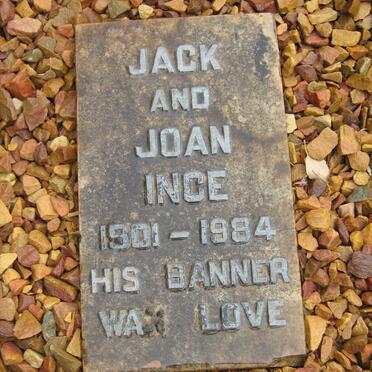 JACK
AND
JOAN
INCE
1901 - 1984
HIS BANNER
WAS LOVE